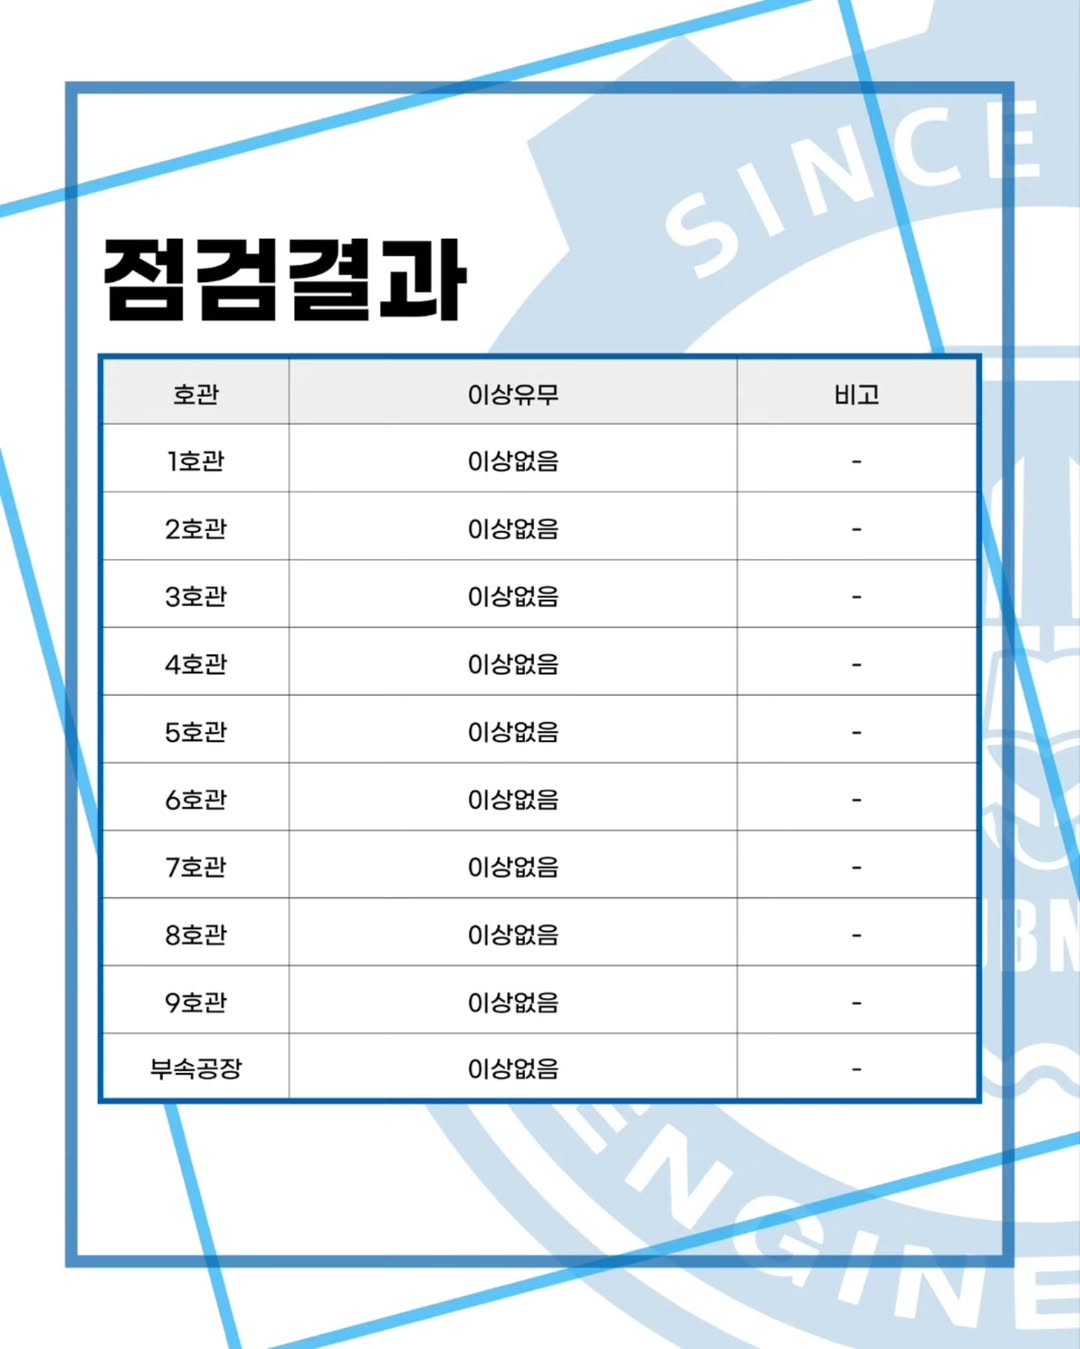 SINCE
점검결과
호관 이상유무 비고
1호관 이상없음 -
2호관 이상없음 -
3호관 이상없음 -
4호관 이상없음 -
5호관 이상없음 -
6호관 이상없음 -
7호관 이상없음 -
8호관 이상없음 -
9호관 이상없음 -
부속공장 이상없음 -